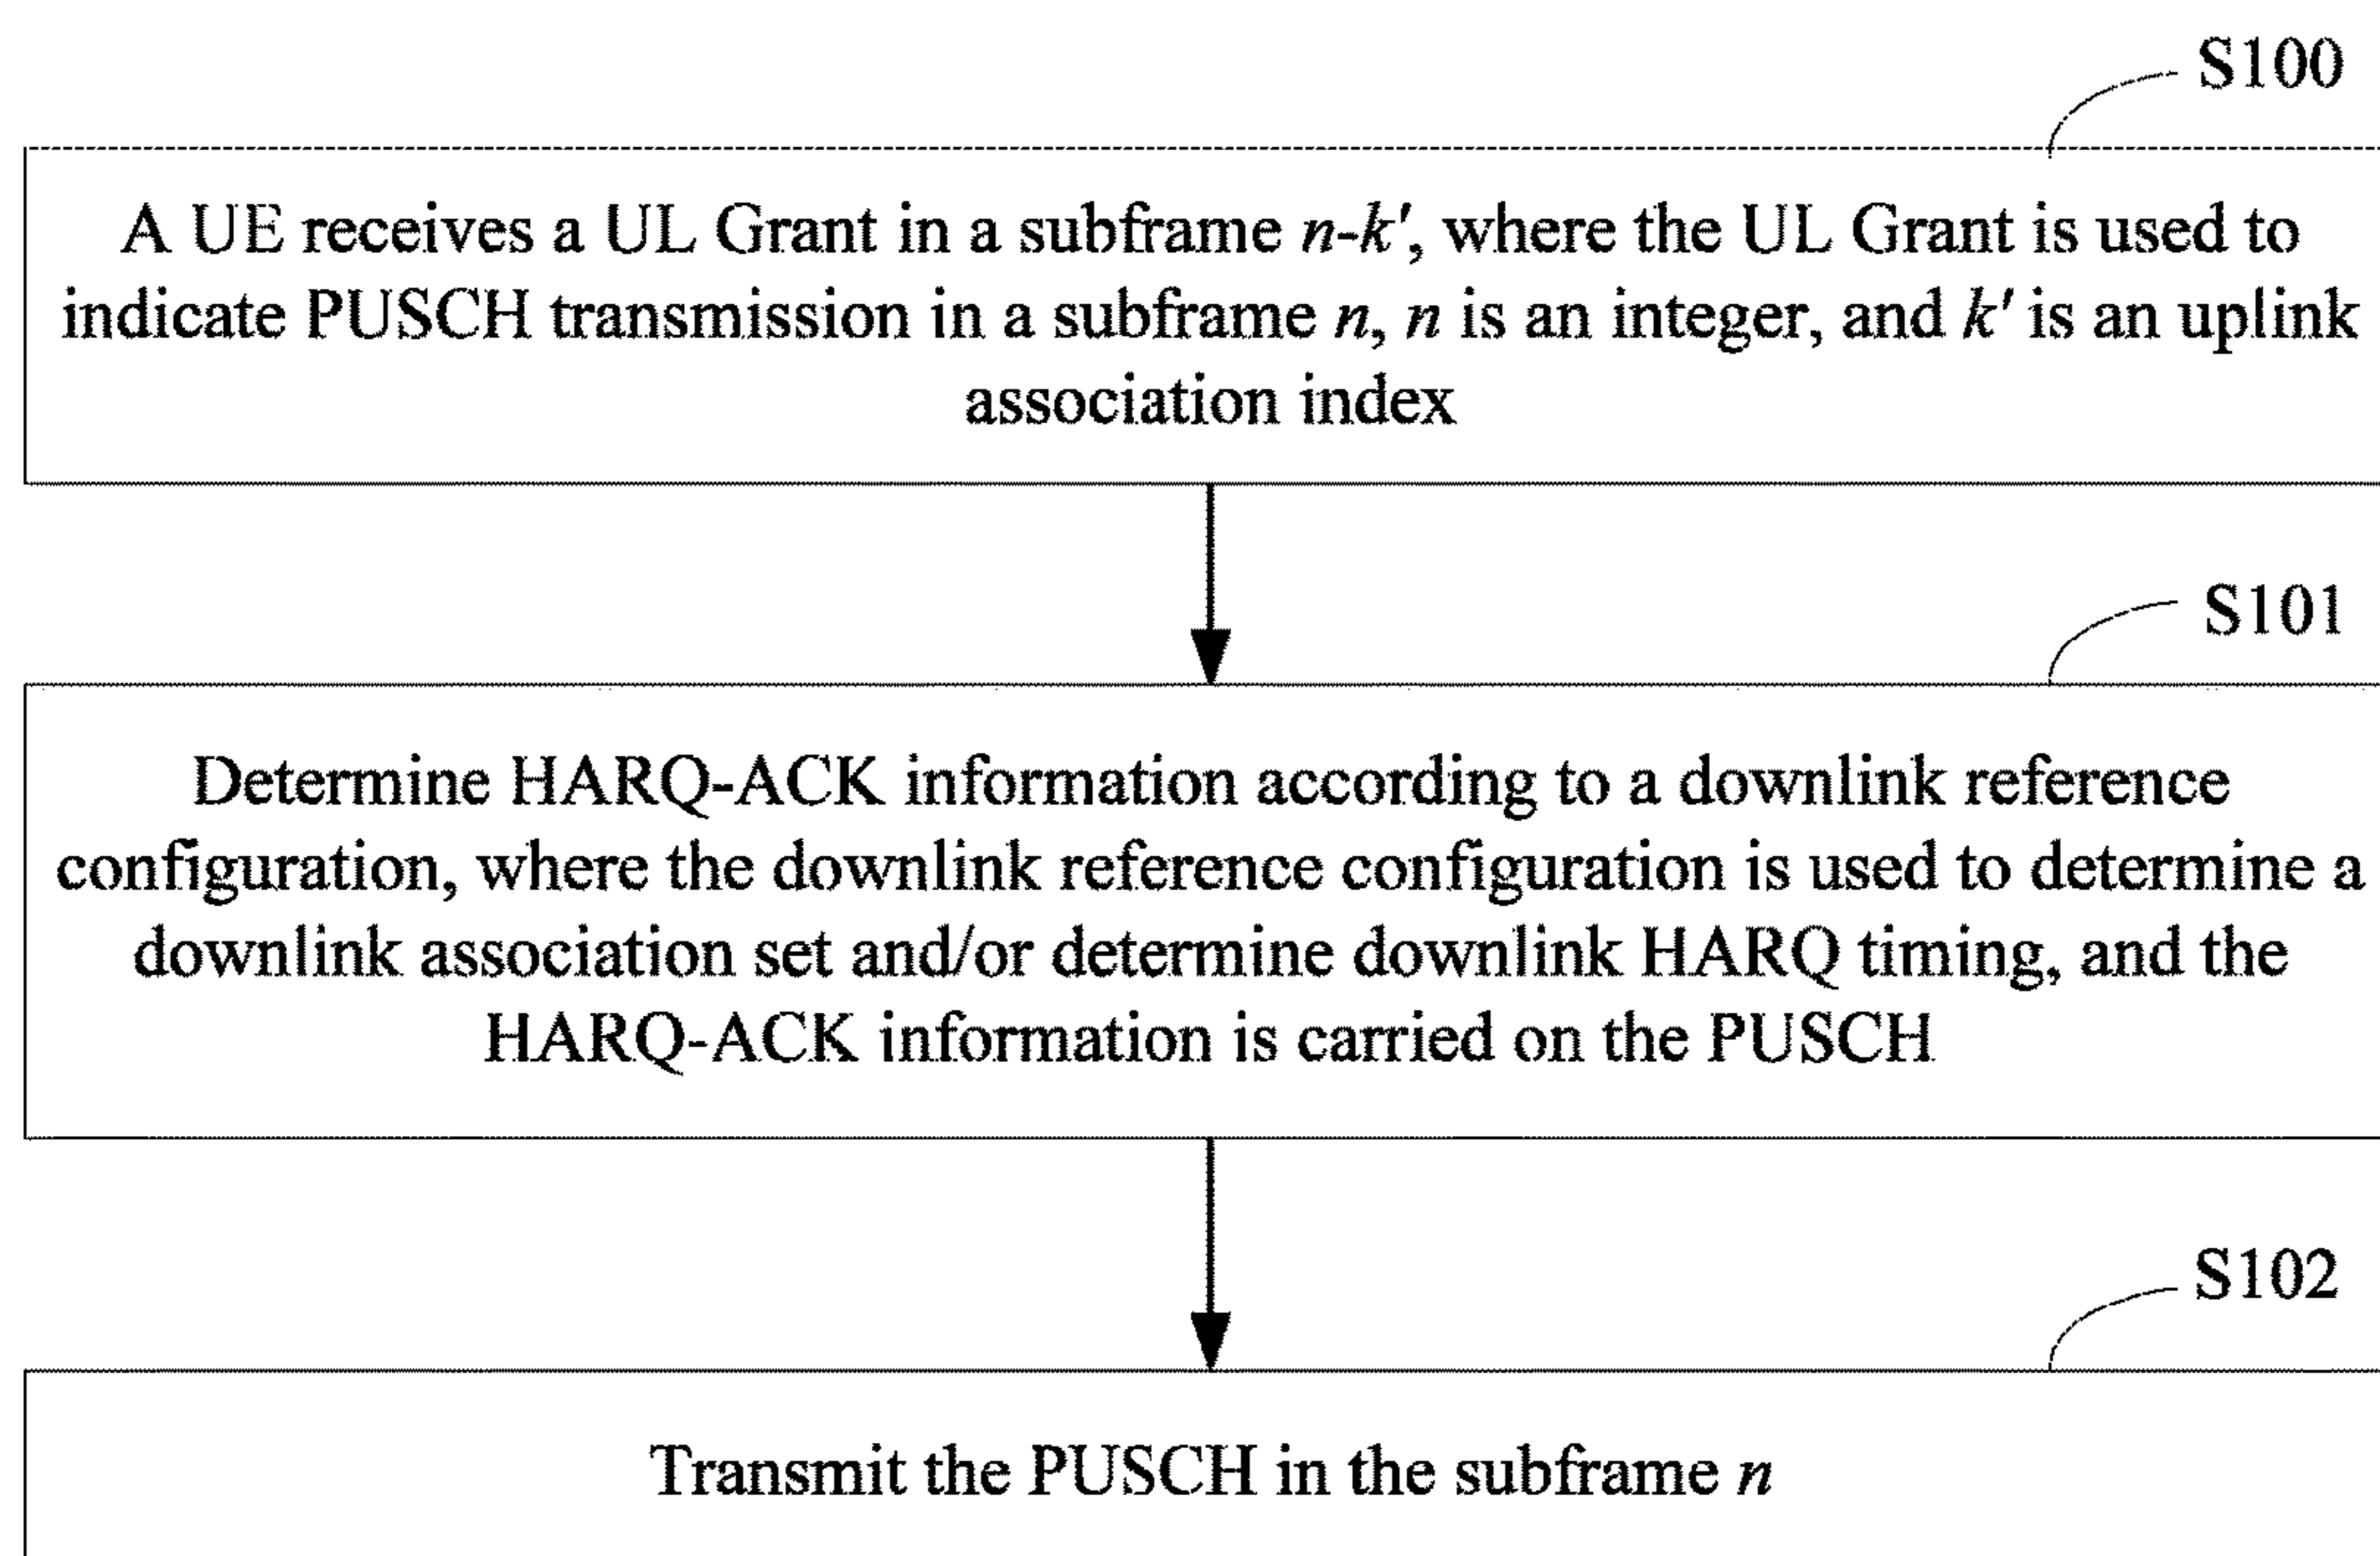 S100
A UE receives a UL Grant in a subframe n-k', where the UL Grant is used to
indicate PUSCH transmission in a subframe n, n is an integer, and k' is an uplink
association index
S101
Determine HARQ-ACK information according to a downlink reference
configuration, where the downlink reference configuration is used to determine a
downlink association set and/or determine downlink HARQ timing, and the
HARQ-ACK information is carried on the PUSCH
S102
Transmit the PUSCH in the subframe n